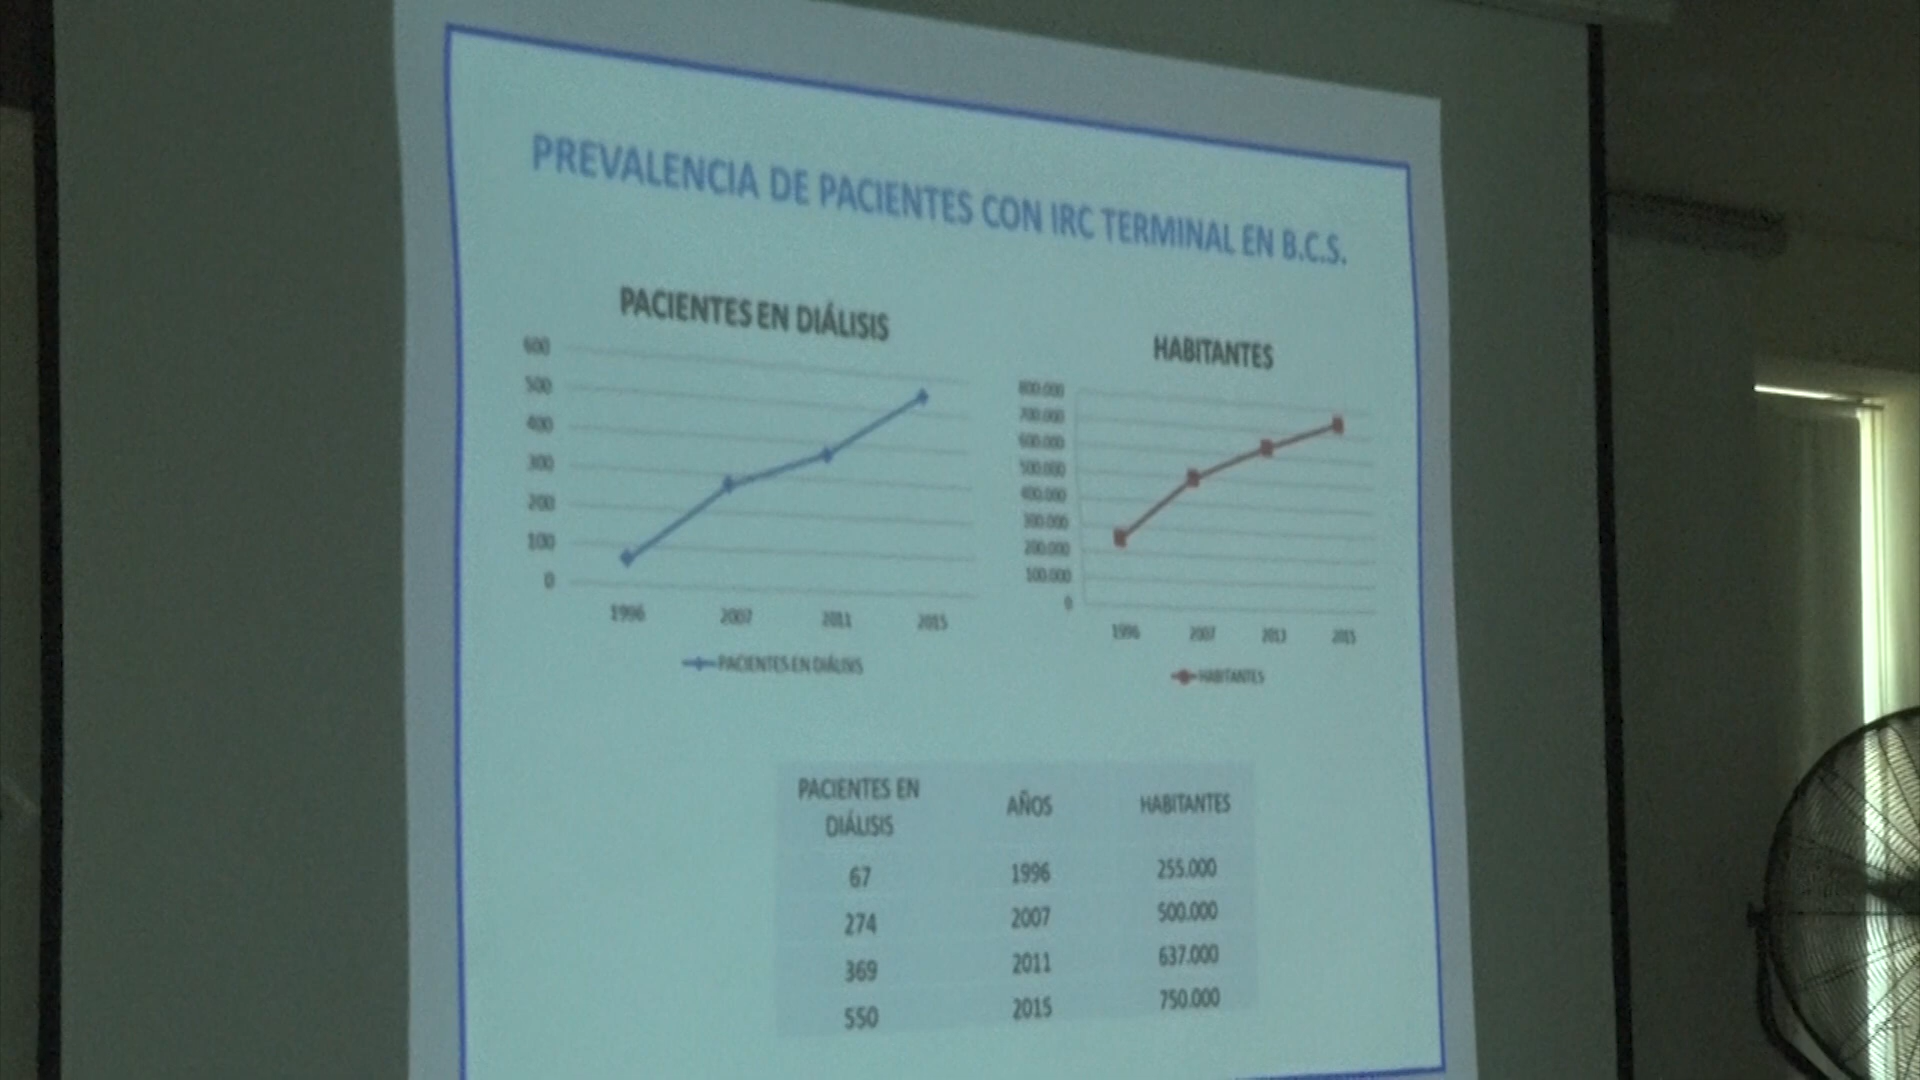 PREVALENCIA DE PACIENTES CON IRC TERMINAL EN B.C.S.
PACIENTES EN DIÁLISIS
600
500
400
300
200
100
0
1996 2007 2011 2015
PACIENTES EN DIÁLISIS
HABITANTES
800.000
700.000
600.000
500.000
400.000
300.000
200.000
100.000
0
1996 2007 2015
HABITANTES
PACIENTES EN
DIÁLISIS AÑOS HABITANTES
67 1996 255.000
274 2007 500.000
369 2011 637.000
550 2015 750.000